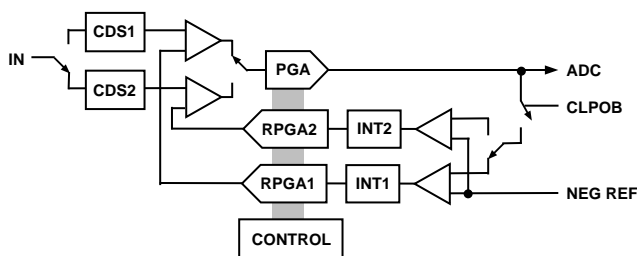 CDS1
IN
PGA
ADC
CDS2
CLPOB
RPGA2
INT2
RPGA1
INT1
NEG REF
CONTROL